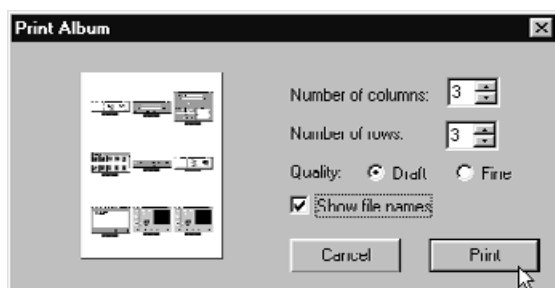 Print Album
Number of columns: 3
Number of rows: 3
Quality: Draft Fine
Show file names
Cancel Print